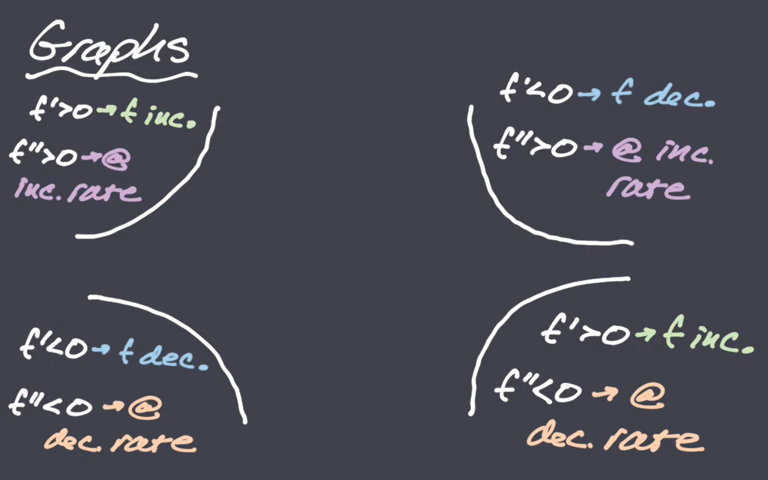 Graphs
f'>0→f inc.
f''>0→@
inc. rate
f'<0→f dec.
f''>0→@ inc.
rate
f'<0→f dec.
f''<0→@
dec. rate
f'>0→f inc.
f''<0→@
dec. rate